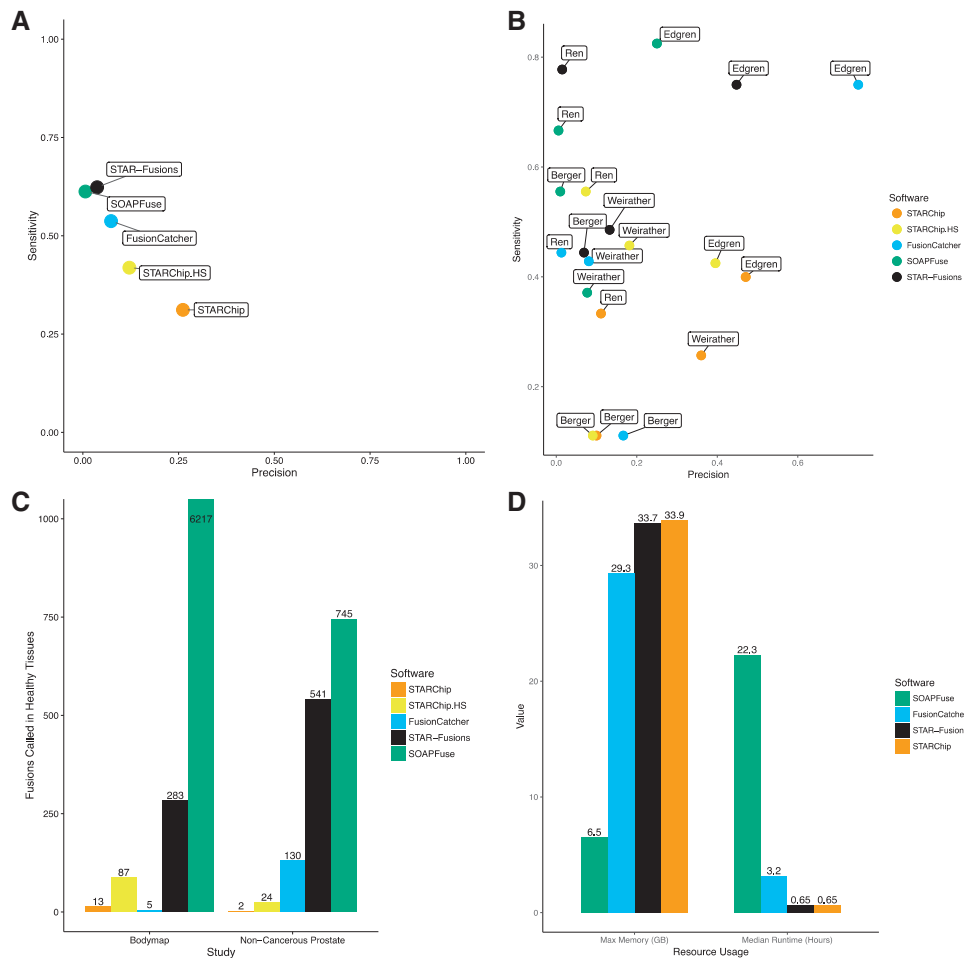 A
1.00
0.75
0.50
0.25
0.00
Sensitivity
STAR−Fusions
SOAPFuse
FusionCatcher
STARChip.HS
STARChip
0.00 0.25 0.50 0.75 1.00
Precision
B
0.8
0.6
0.4
0.2
Sensitivity
Edgren
Ren
Edgren
Edgren
Ren
Berger
Ren
Weirather
Berger
Weirather
Ren
Weirather
Edgren
Edgren
Weirather
Ren
Weirather
Berger
Berger
Berger
0.0 0.2 0.4 0.6
Precision
Software
STARChip
STARChip.HS
FusionCatcher
SOAPFuse
STAR−Fusions
C
1000
750
500
250
0
Fusions Called in Healthy Tissues
13
87
5
283
6217
2
24
130
541
745
Bodymap Non−Cancerous Prostate
Study
Software
STARChip
STARChip.HS
FusionCatcher
STAR−Fusions
SOAPFuse
D
30
20
10
0
Value
6.5
29.3
33.7
33.9
22.3
3.2
0.65
0.65
Max Memory (GB) Median Runtime (Hours)
Resource Usage
Software
SOAPFuse
FusionCatche
STAR−Fusion
STARChip